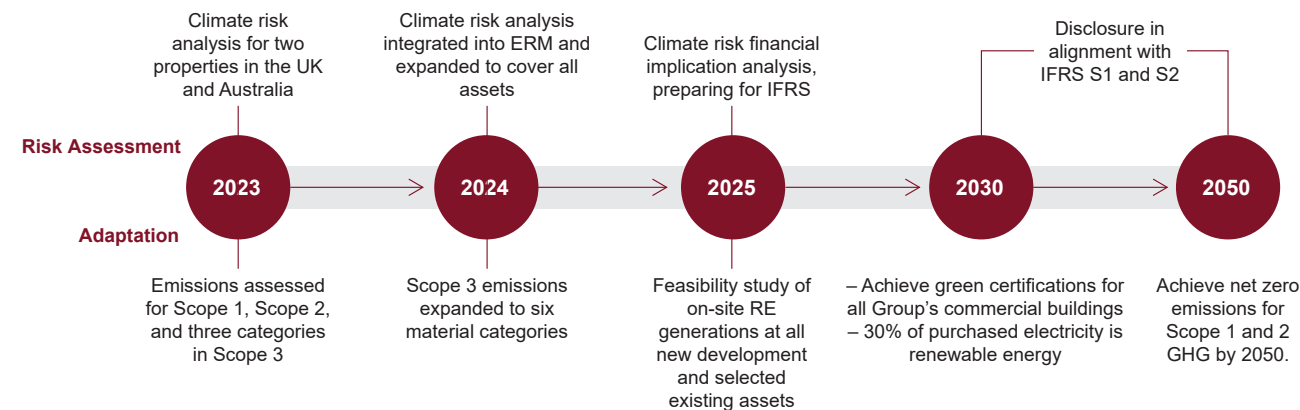 Climate risk
analysis for two
properties in the UK
and Australia
Climate risk analysis
integrated into ERM and
expanded to cover all
assets
Climate risk financial
implication analysis,
preparing for IFRS
Disclosure in
alignment with
IFRS S1 and S2
Risk Assessment
2023
2024
2025
2030
2050
Adaptation
Emissions assessed
for Scope 1, Scope 2,
and three categories
in Scope 3
Scope 3 emissions
expanded to six
material categories
Feasibility study of
on-site RE
generations at all
new development
and selected
existing assets
– Achieve green certifications for
all Group’s commercial buildings
– 30% of purchased electricity is
renewable energy
Achieve net zero
emissions for
Scope 1 and 2
GHG by 2050.